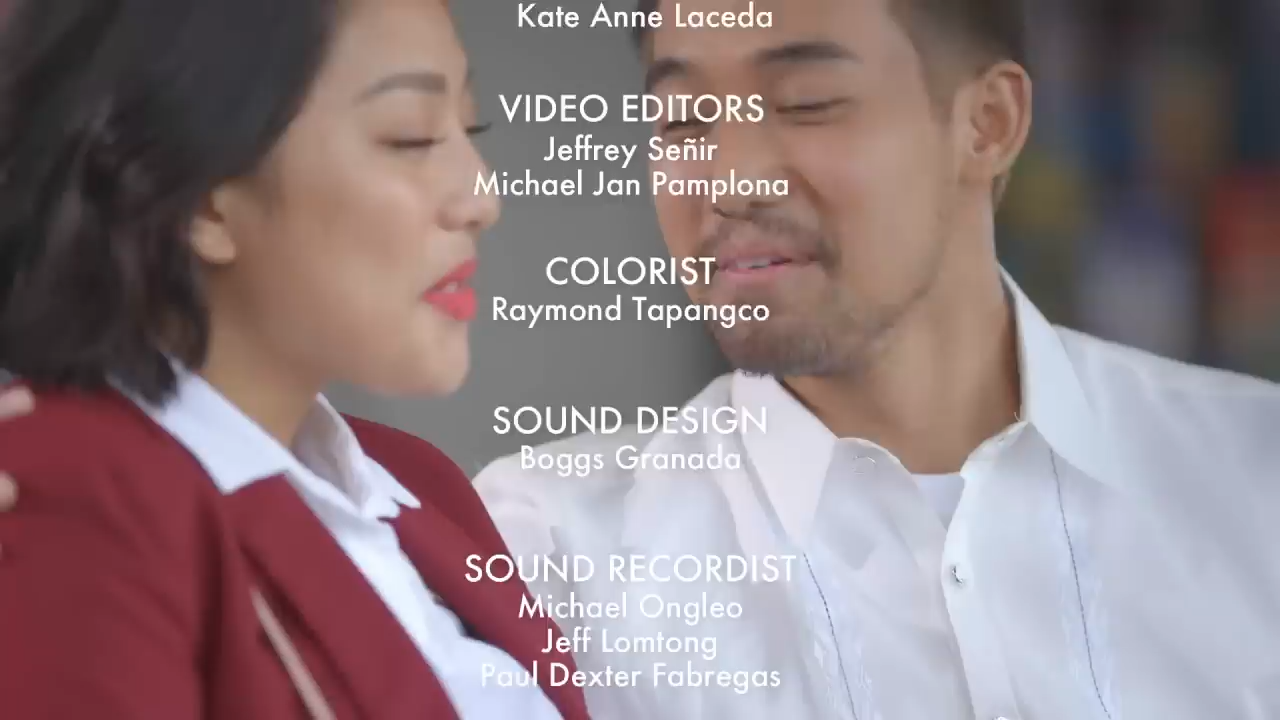 Kate Anne Laceda
VIDEO EDITORS
Jeffrey Señir
Michael Jan Pamplona
COLORIST
Raymond Tapangco
SOUND DESIGN
Boggs Granada
SOUND RECORDIST
Michael Ongleo
Jeff Lomtong
Paul Dexter Fabregas